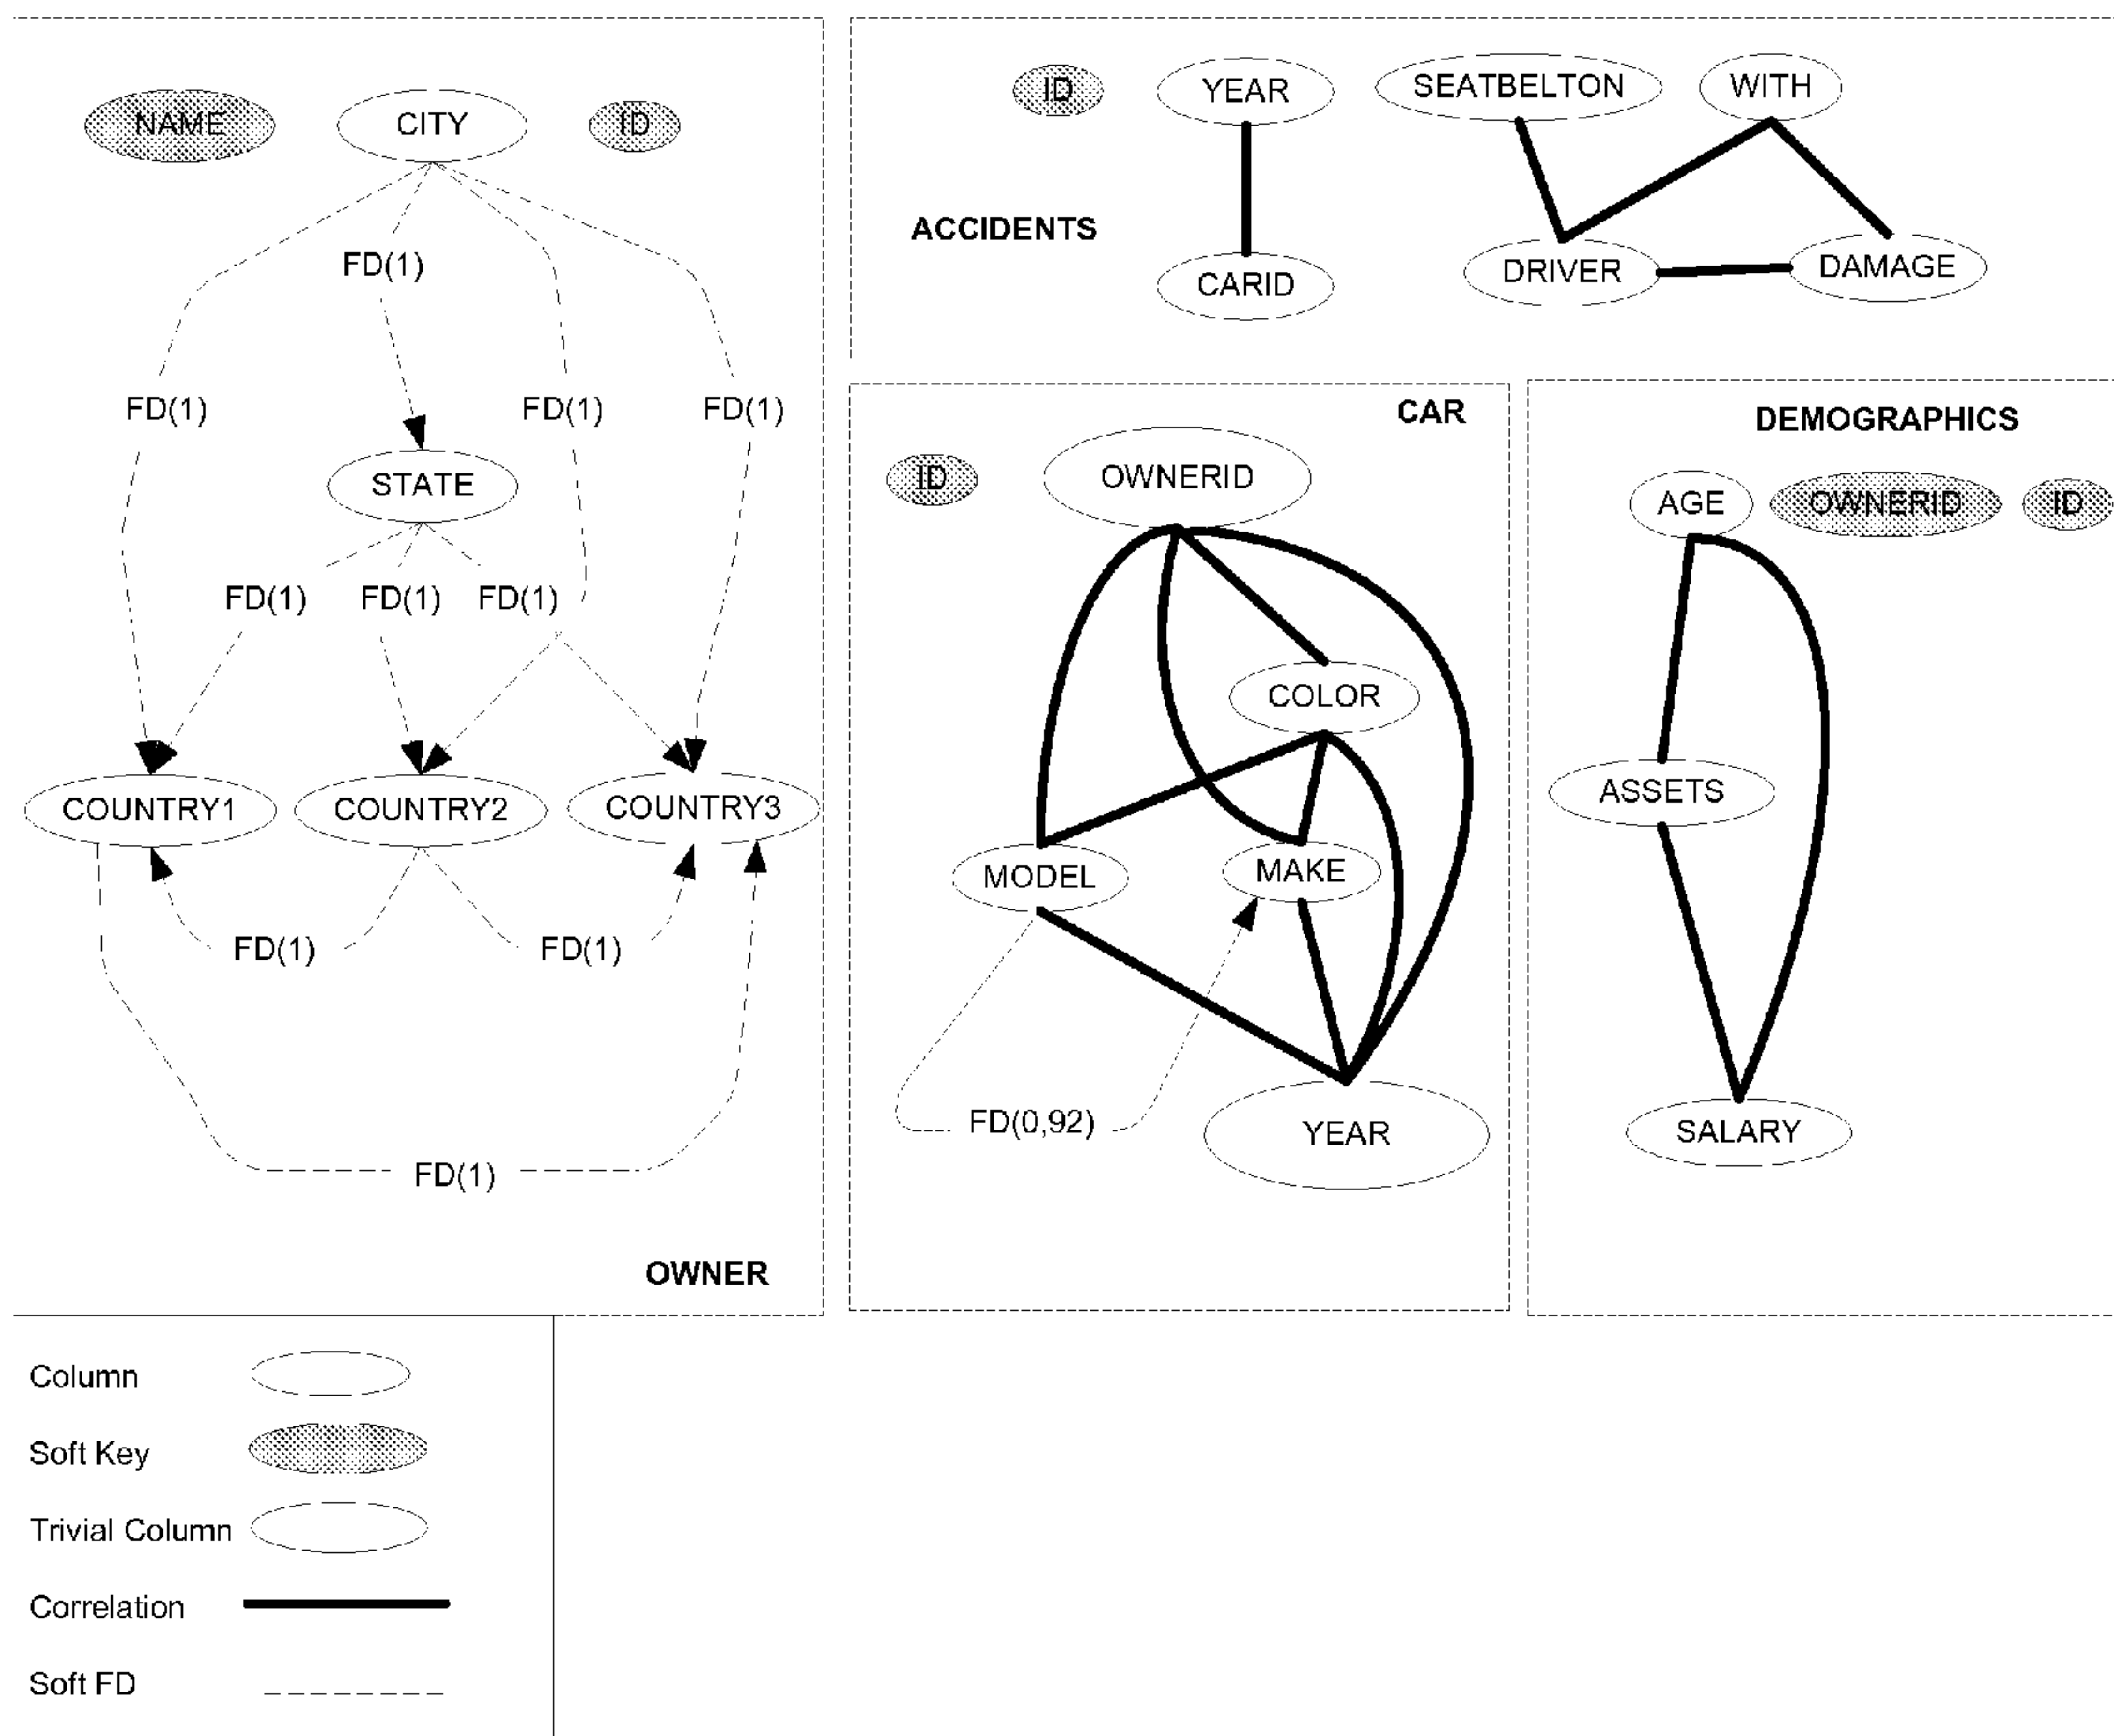 NAME CITY ID
FD(1)
FD(1) FD(1) FD(1)
STATE
FD(1) FD(1) FD(1)
COUNTRY1 COUNTRY2 COUNTRY3
FD(1) FD(1)
FD(1)
OWNER
ID YEAR SEATBELTON WITH
ACCIDENTS
CARID DRIVER DAMAGE
CAR
ID OWNERID
COLOR
MODEL MAKE
FD(0,92) YEAR
DEMOGRAPHICS
AGE OWNERID ID
ASSETS
SALARY
Column
Soft Key
Trivial Column
Correlation
Soft FD